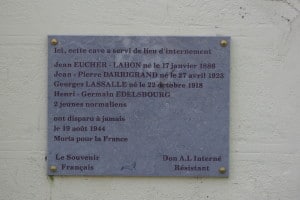 Ici, cette cave a servi de lieu d'internement
Jean EUCHER - LAHON né le 17 janvier 1886
Jean - Pierre DARRIGRAND né le 27 avril 1923
Georges LASSALLE né le 22 octobre 1918
Henri - Germain EDELSBOURG
2 jeunes normaliens
ont disparu à jamais
le 19 août 1944
Morts pour la France
Le Souvenir
Français
Don A.I. Interné
Résistant